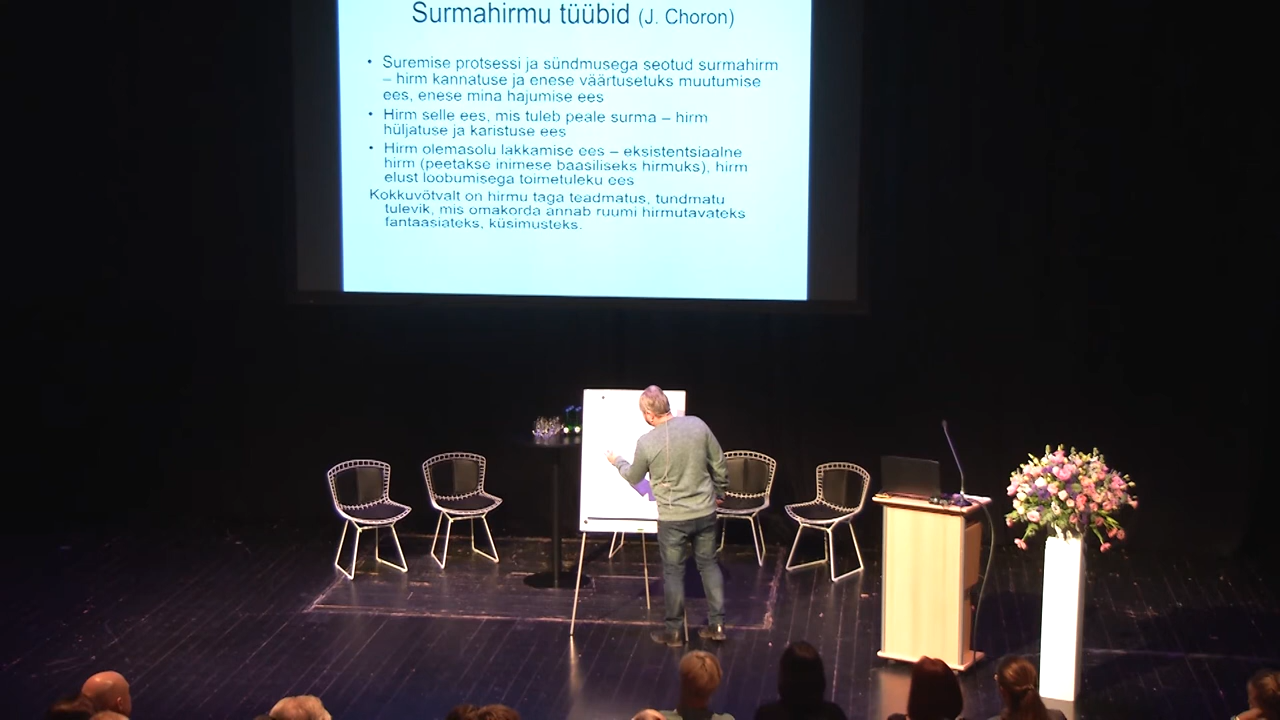 Surmahirmu tüübid (J. Choron)
• Suremise protsessi ja sündmusega seotud surmahirm
– hirm kannatuse ja enese väärtusetuks muutumise
ees, enese mina hajumise ees
• Hirm selle ees, mis tuleb peale surma – hirm
hüljatuse ja karistuse ees
• Hirm olemasolu lakkamise ees – eksistentsiaalne
hirm (peetakse inimese baasiliseks hirmuks), hirm
elust loobumisega toimetuleku ees
Kokkuvõtvalt on hirmu taga teadmatus, tundmatu
tulevik, mis omakorda annab ruumi hirmutavateks
fantaasiateks, küsimusteks.